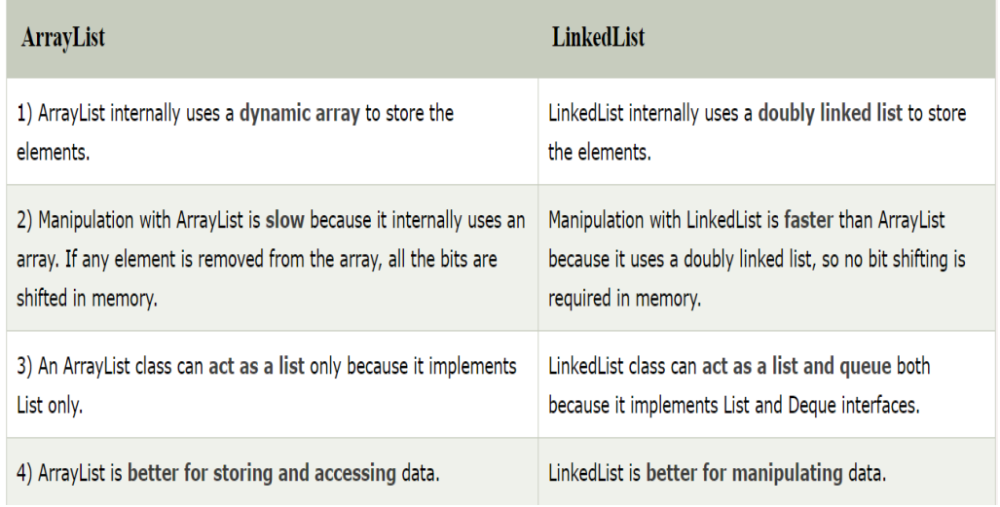 ArrayList
LinkedList
1) ArrayList internally uses a dynamic array to store the
elements.
LinkedList internally uses a doubly linked list to store
the elements.
2) Manipulation with ArrayList is slow because it internally uses an
array. If any element is removed from the array, all the bits are
shifted in memory.
Manipulation with LinkedList is faster than ArrayList
because it uses a doubly linked list, so no bit shifting is
required in memory.
3) An ArrayList class can act as a list only because it implements
List only.
LinkedList class can act as a list and queue both
because it implements List and Deque interfaces.
4) ArrayList is better for storing and accessing data.
LinkedList is better for manipulating data.